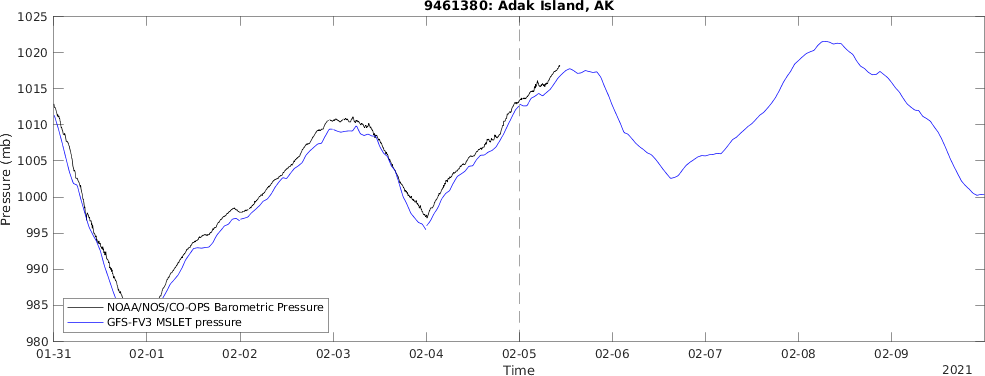 9461380: Adak Island, AK
Pressure (mb)
1025
1020
1015
1010
1005
1000
995
990
985
980
NOAA/NOS/CO-OPS Barometric Pressure
GFS-FV3 MSLET pressure
01-31 02-01 02-02 02-03 02-04 02-05 02-06 02-07 02-08 02-09
Time
2021